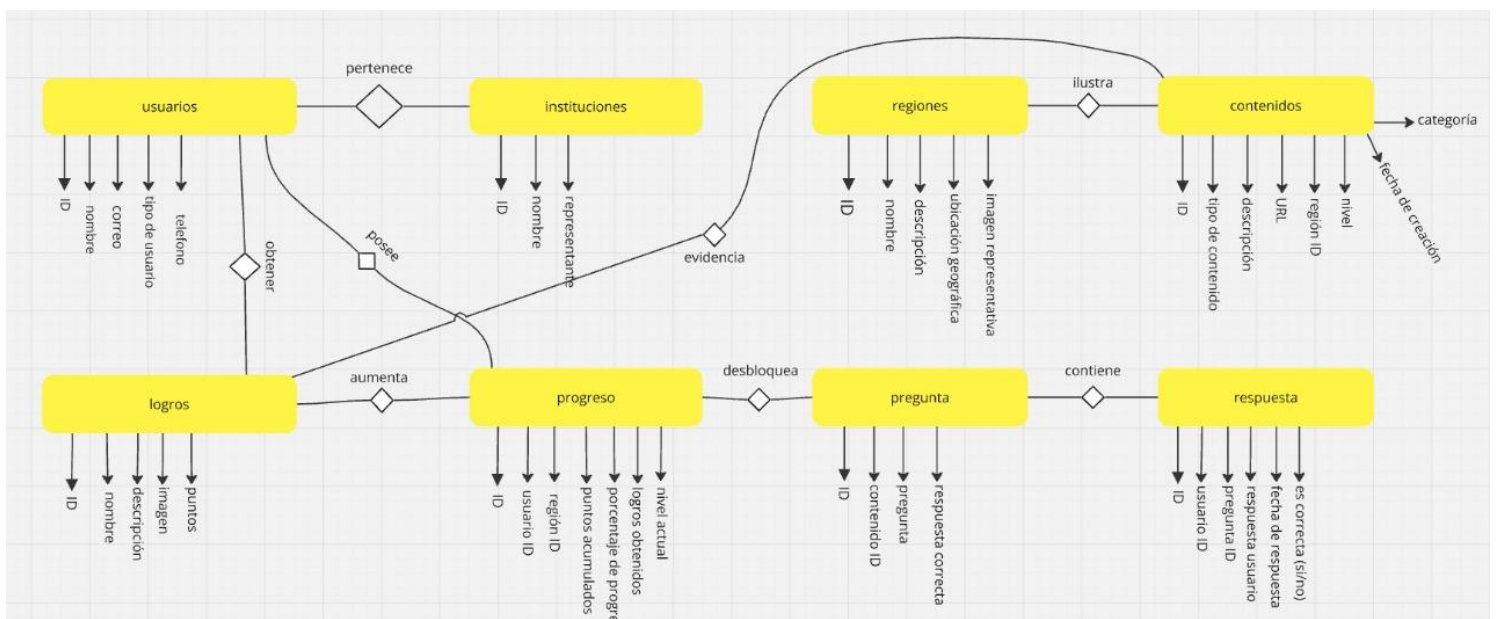 pertenece
usuarios
instituciones
regiones
ilustra
contenidos
categoría
fecha de creación
ID
nombre
correo
tipo de usuario
telefono
ID
nombre
representante
ID
nombre
descripción
ubicación geográfica
imagen representativa
ID
tipo de contenido
descripción
URL
región ID
nivel
obtener
posee
evidencia
logros
aumenta
progreso
desbloquea
pregunta
contiene
respuesta
ID
nombre
descripción
imagen
puntos
ID
usuario ID
región ID
puntos acumulados
porcentaje de progre
logros obtenidos
nivel actual
ID
contenido ID
pregunta
respuesta correcta
ID
usuario ID
pregunta ID
respuesta usuario
fecha de respuesta
es correcta (si/no)